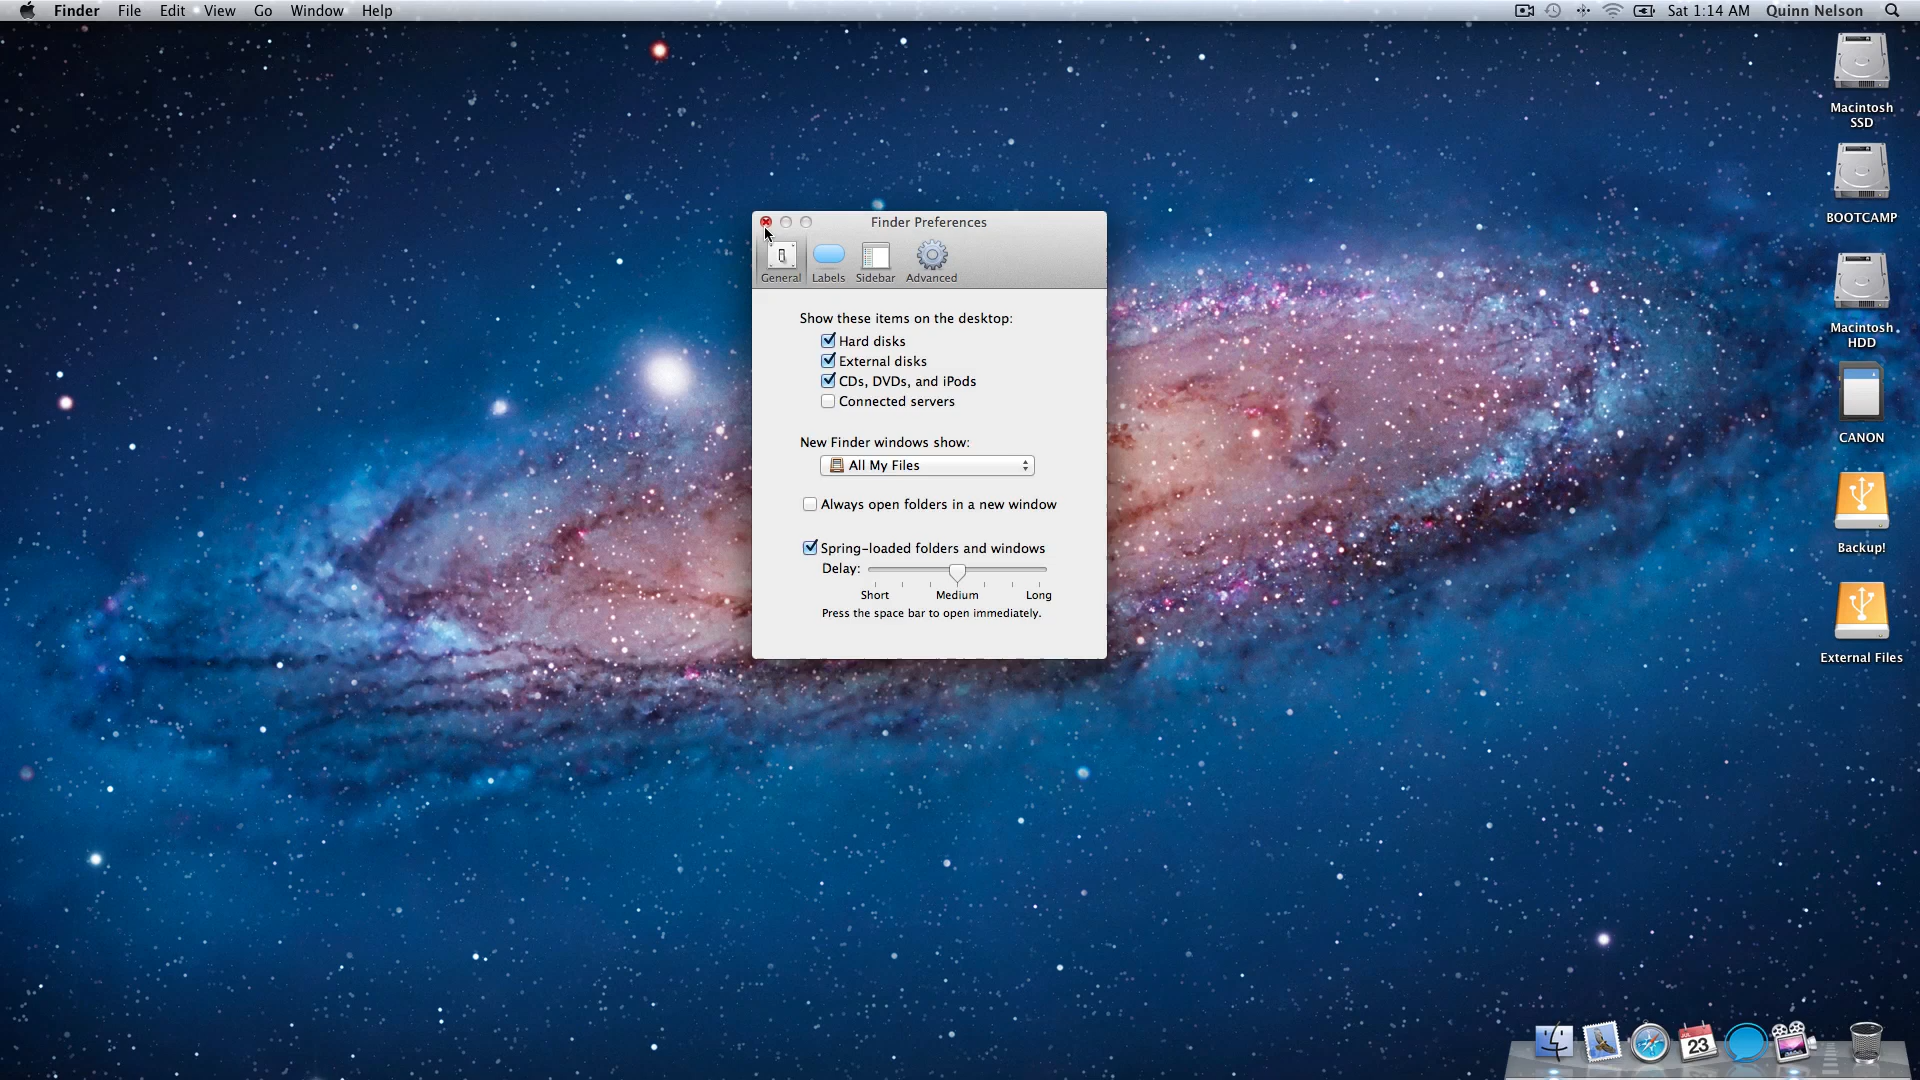 Finder File Edit View Go Window Help Sat 1:14 AM Quinn Nelson
Macintosh
SSD
BOOTCAMP
Macintosh
HDD
CANON
Backup!
External Files
Finder Preferences
General Labels Sidebar Advanced
Show these items on the desktop:
Hard disks
External disks
CDs, DVDs, and iPods
Connected servers
New Finder windows show:
All My Files
Always open folders in a new window
Spring-loaded folders and windows
Delay:
Short Medium Long
Press the space bar to open immediately.
JUL
23